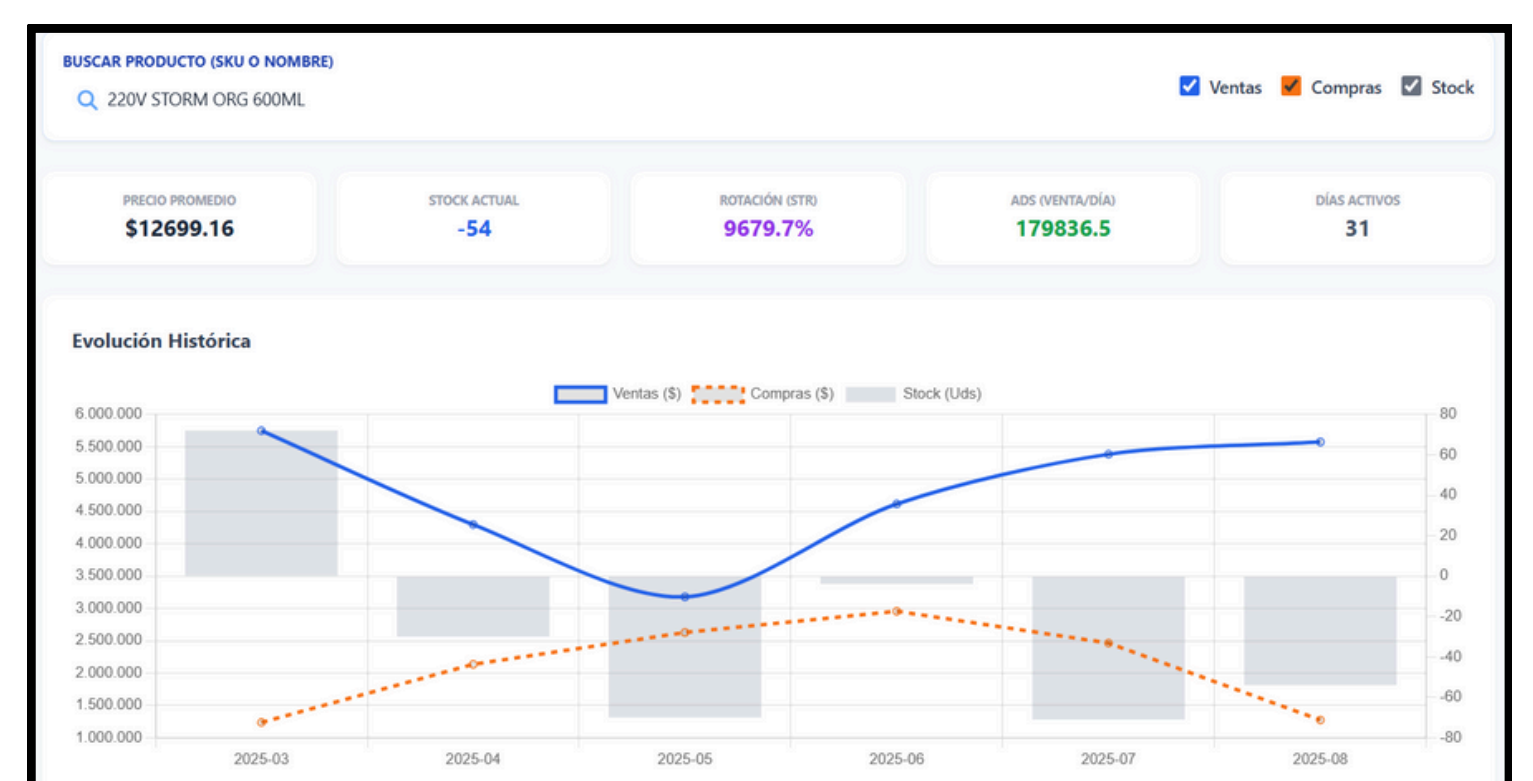 BUSCAR PRODUCTO (SKU O NOMBRE)
220V STORM ORG 600ML
Ventas Compras Stock
PRECIO PROMEDIO
$12699.16
STOCK ACTUAL
-54
ROTACIÓN (STR)
9679.7%
ADS (VENTA/DÍA)
179836.5
DÍAS ACTIVOS
31
Evolución Histórica
Ventas ($) Compras ($) Stock (Uds)
6.000.000 80
5.500.000 60
5.000.000
4.500.000 40
4.000.000 20
3.500.000 0
3.000.000 -20
2.500.000
2.000.000 -40
1.500.000 -60
1.000.000 -80
2025-03 2025-04 2025-05 2025-06 2025-07 2025-08